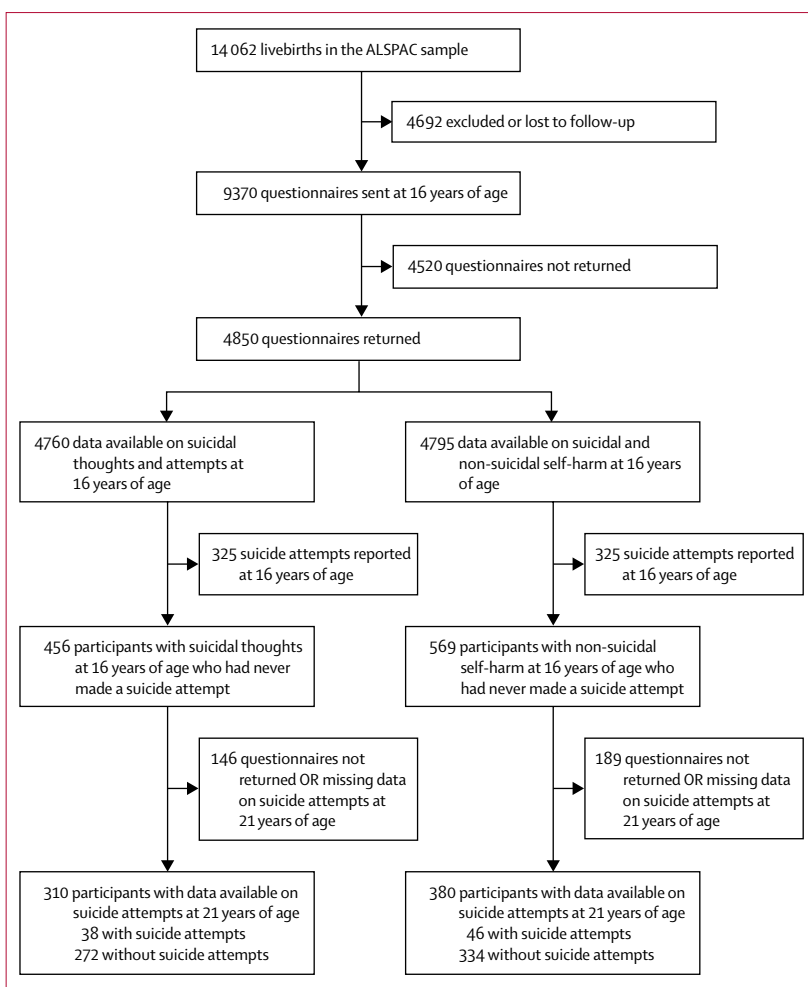 14 062 livebirths in the ALSPAC sample
4692 excluded or lost to follow-up
9370 questionnaires sent at 16 years of age
4520 questionnaires not returned
4850 questionnaires returned
4760 data available on suicidal
thoughts and attempts at
16 years of age
4795 data available on suicidal and
non-suicidal self-harm at 16 years
of age
325 suicide attempts reported
at 16 years of age
325 suicide attempts reported
at 16 years of age
456 participants with suicidal thoughts
at 16 years of age who had never
made a suicide attempt
569 participants with non-suicidal
self-harm at 16 years of age who
had never made a suicide attempt
146 questionnaires not
returned OR missing data
on suicide attempts at
21 years of age
189 questionnaires not
returned OR missing data
on suicide attempts at
21 years of age
310 participants with data available on
suicide attempts at 21 years of age
38 with suicide attempts
272 without suicide attempts
380 participants with data available on
suicide attempts at 21 years of age
46 with suicide attempts
334 without suicide attempts